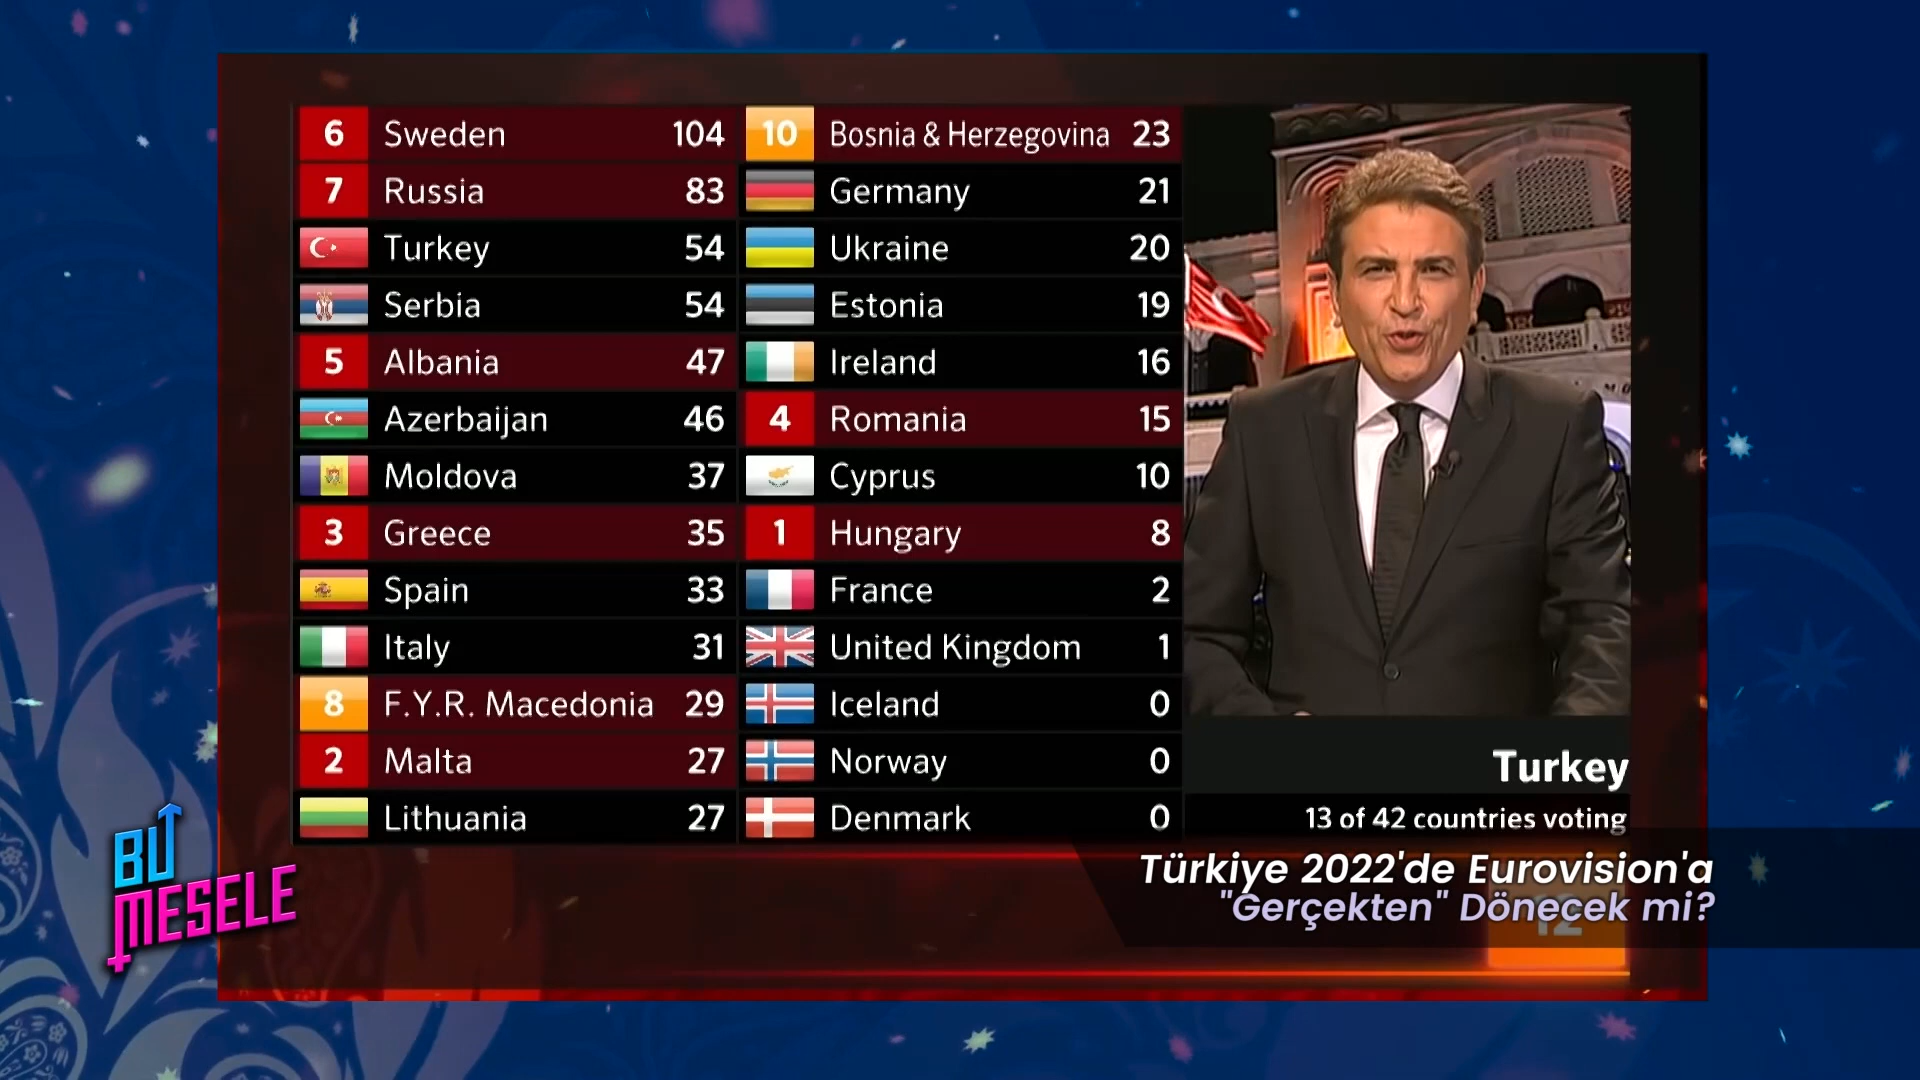 6 Sweden 104
7 Russia 83
Turkey 54
Serbia 54
5 Albania 47
Azerbaijan 46
Moldova 37
3 Greece 35
Spain 33
Italy 31
8 F.Y.R. Macedonia 29
2 Malta 27
Lithuania 27
10 Bosnia & Herzegovina 23
Germany 21
Ukraine 20
Estonia 19
Ireland 16
4 Romania 15
Cyprus 10
1 Hungary 8
France 2
United Kingdom 1
Iceland 0
Norway 0
Denmark 0
Turkey
13 of 42 countries voting
Türkiye 2022'de Eurovision'a
"Gerçekten" Dönecek mi?
12
BU
MESELE